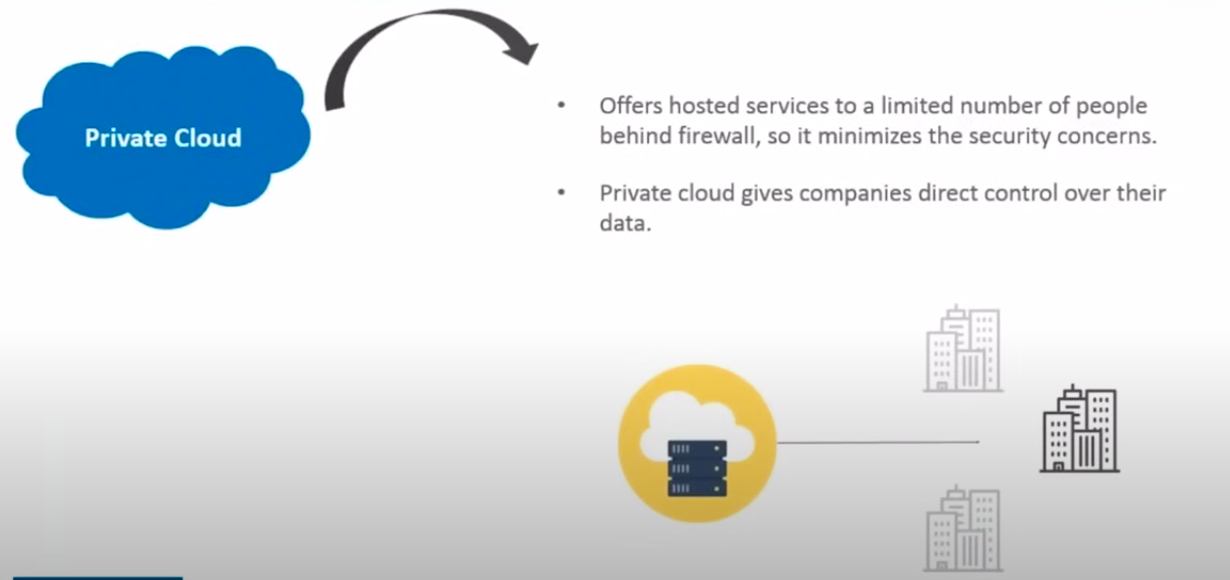 Private Cloud
• Offers hosted services to a limited number of people
behind firewall, so it minimizes the security concerns.
• Private cloud gives companies direct control over their
data.